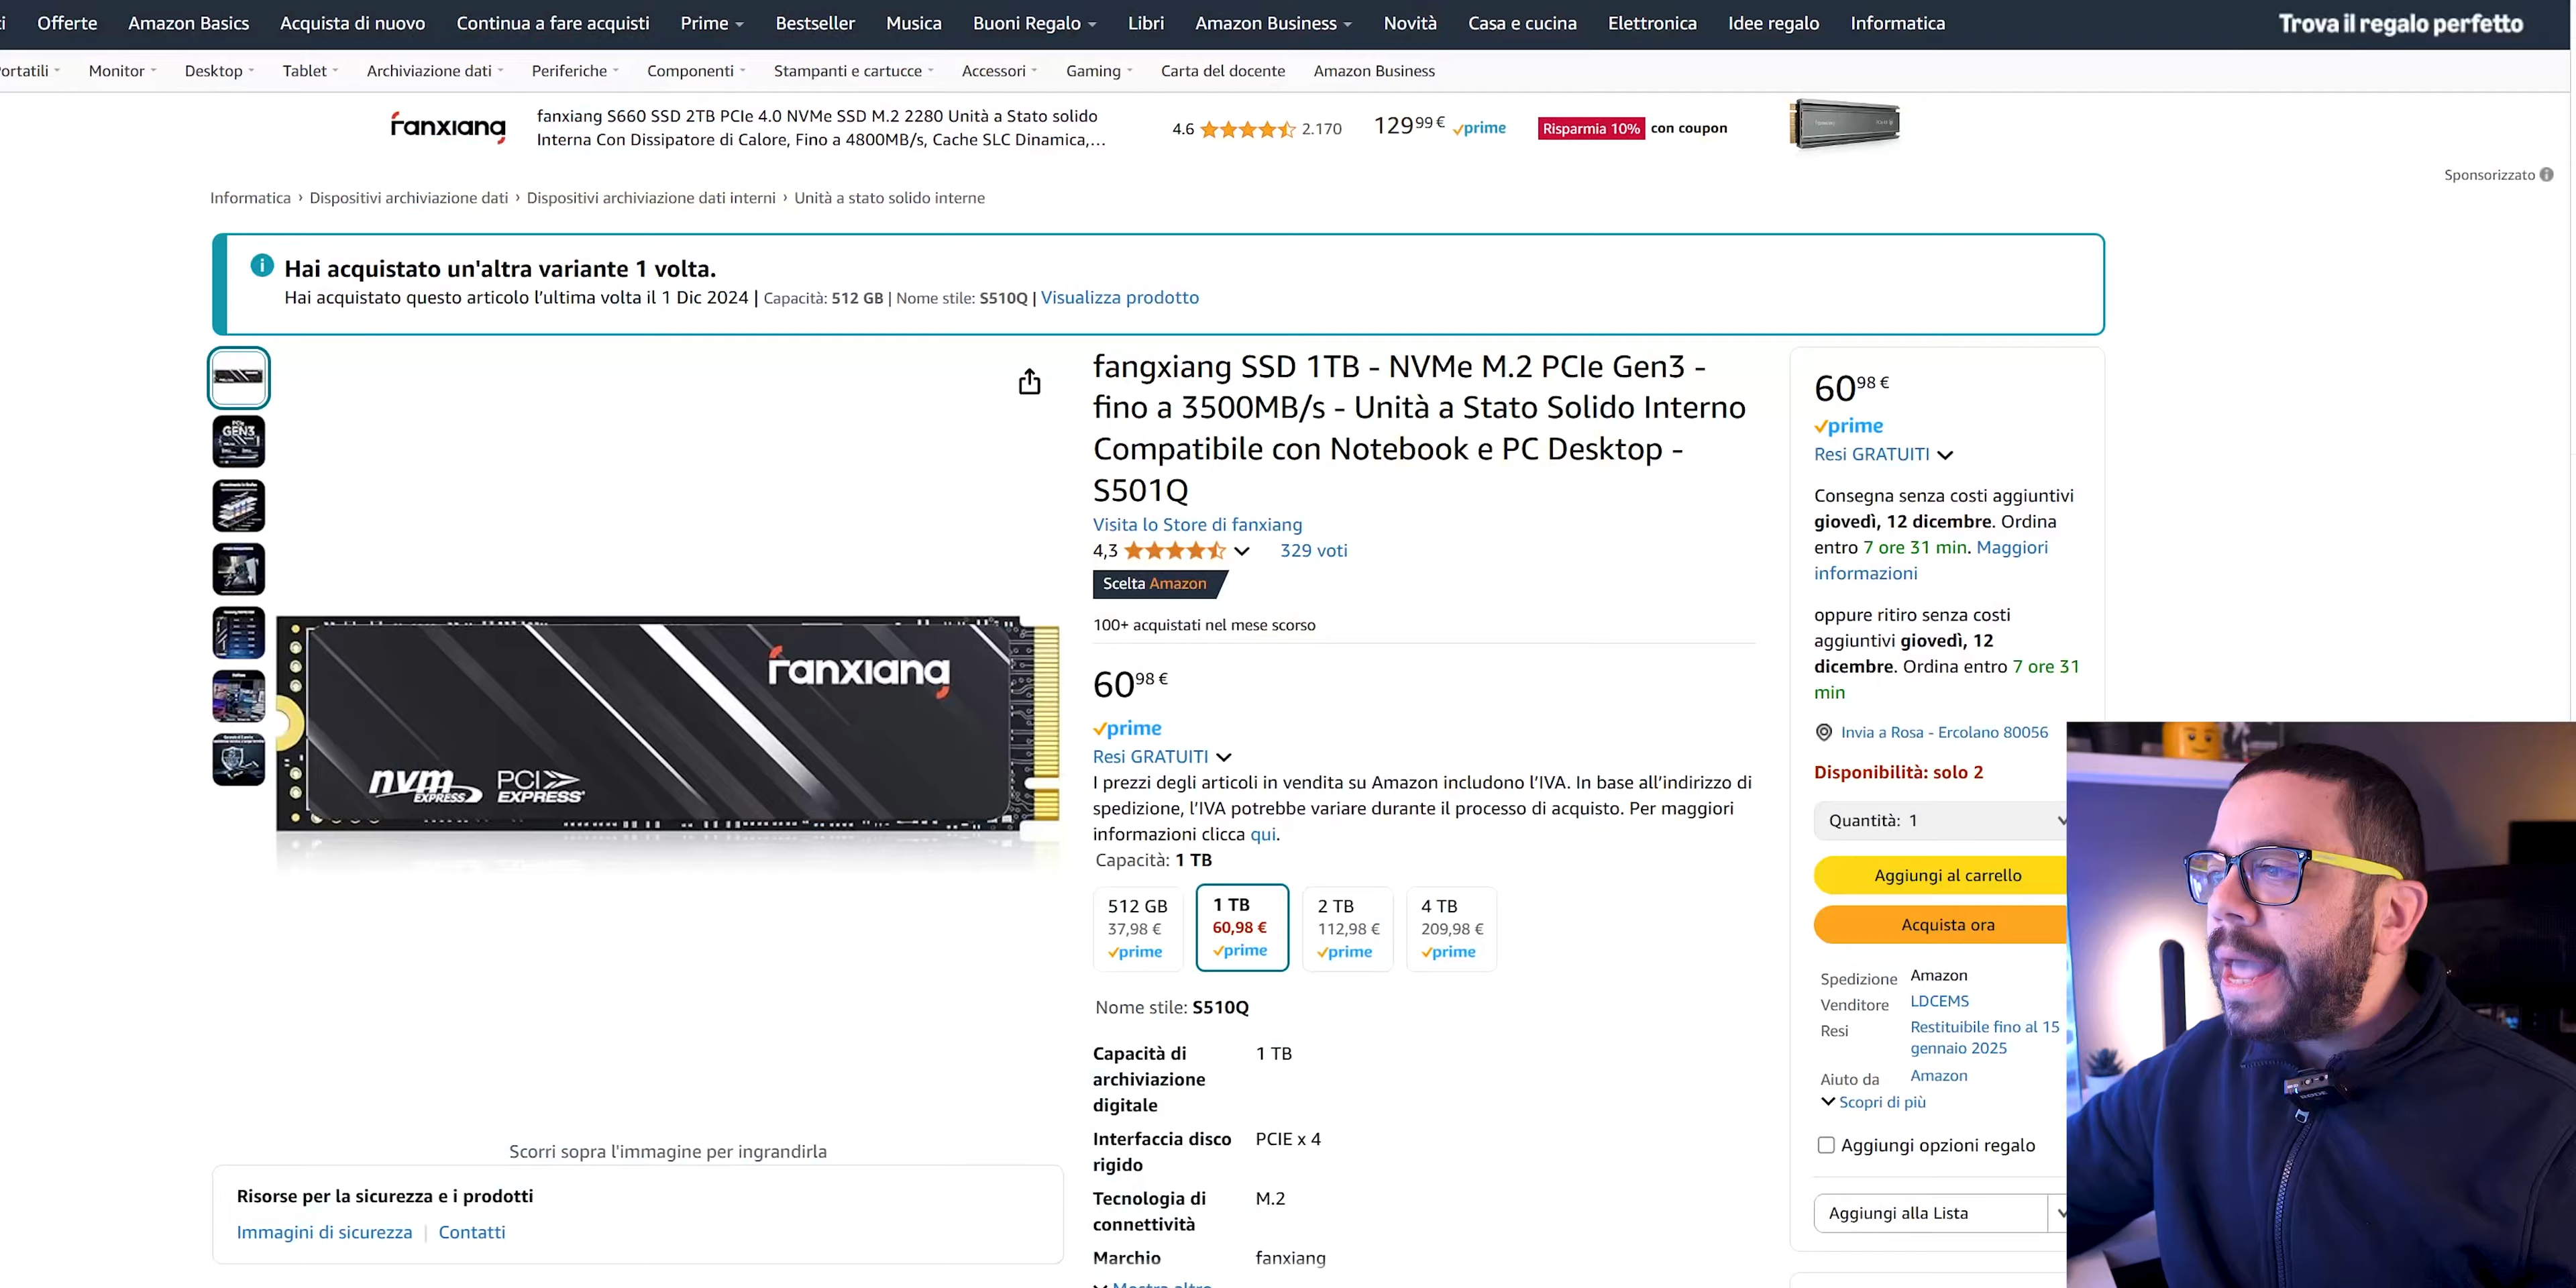 Offerte Amazon Basics Acquista di nuovo Continua a fare acquisti Prime Bestseller Musica Buoni Regalo Libri Amazon Business Novità Casa e cucina Elettronica Idee regalo Informatica Trova il regalo perfetto
Monitor Desktop Tablet Archiviazione dati Periferiche Componenti Stampanti e cartucce Accessori Gaming Carta del docente Amazon Business
fanxiang
fanxiang S660 SSD 2TB PCIe 4.0 NVMe SSD M.2 2280 Unità a Stato solido
Interna Con Dissipatore di Calore, Fino a 4800MB/s, Cache SLC Dinamica,...
4.6 2.170 129⁹⁹ € prime Risparmia 10% con coupon
Sponsorizzato
Informatica › Dispositivi archiviazione dati › Dispositivi archiviazione dati interni › Unità a stato solido interne
Hai acquistato un'altra variante 1 volta.
Hai acquistato questo articolo l'ultima volta il 1 Dic 2024 | Capacità: 512 GB | Nome stile: S510Q | Visualizza prodotto
PCIe
GEN3
fanxiang
nvm
EXPRESS
PCI
EXPRESS
Scorri sopra l'immagine per ingrandirla
Risorse per la sicurezza e i prodotti
Immagini di sicurezza | Contatti
fangxiang SSD 1TB - NVMe M.2 PCIe Gen3 -
fino a 3500MB/s - Unità a Stato Solido Interno
Compatibile con Notebook e PC Desktop -
S501Q
Visita lo Store di fanxiang
4,3 329 voti
Scelta Amazon
100+ acquistati nel mese scorso
60⁹⁸ €
prime
Resi GRATUITI
I prezzi degli articoli in vendita su Amazon includono l'IVA. In base all'indirizzo di
spedizione, l'IVA potrebbe variare durante il processo di acquisto. Per maggiori
informazioni clicca qui.
Capacità: 1 TB
512 GB
37,98 €
prime
1 TB
60,98 €
prime
2 TB
112,98 €
prime
4 TB
209,98 €
prime
Nome stile: S510Q
Capacità di
archiviazione
digitale
1 TB
Interfaccia disco
rigido
PCIE x 4
Tecnologia di
connettività
M.2
Marchio fanxiang
Mostra altro
60⁹⁸ €
prime
Resi GRATUITI
Consegna senza costi aggiuntivi
giovedì, 12 dicembre. Ordina
entro 7 ore 31 min. Maggiori
informazioni
oppure ritiro senza costi
aggiuntivi giovedì, 12
dicembre. Ordina entro 7 ore 31
min
Invia a Rosa - Ercolano 80056
Disponibilità: solo 2
Quantità: 1
Aggiungi al carrello
Acquista ora
Spedizione Amazon
Venditore LDCEMS
Resi Restituibile fino al 15
gennaio 2025
Aiuto da Amazon
Scopri di più
Aggiungi opzioni regalo
Aggiungi alla Lista
RODE